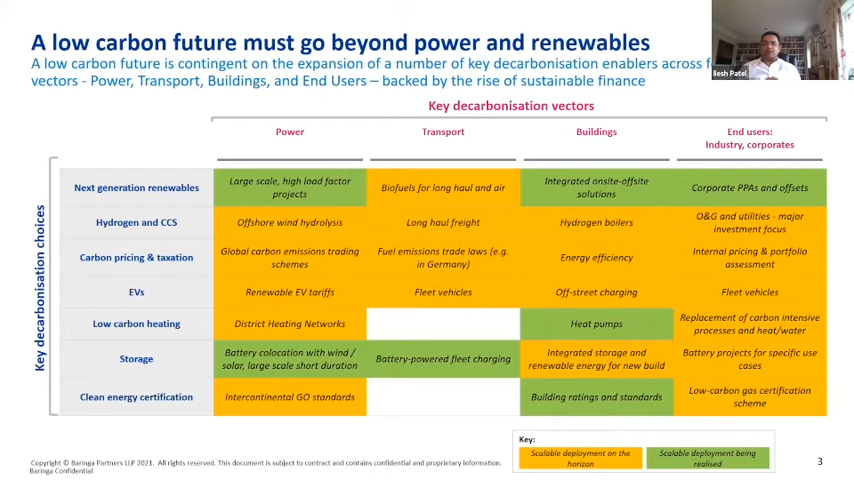 A low carbon future must go beyond power and renewables
A low carbon future is contingent on the expansion of a number of key decarbonisation enablers across f
vectors - Power, Transport, Buildings, and End Users – backed by the rise of sustainable finance
Ilesh Patel
Key decarbonisation vectors
Power
Transport
Buildings
End users:
Industry, corporates
Key decarbonisation choices
Next generation renewables
Large scale, high load factor
projects
Biofuels for long haul and air
Integrated onsite-offsite
solutions
Corporate PPAs and offsets
Hydrogen and CCS
Offshore wind hydrolysis
Long haul freight
Hydrogen boilers
O&G and utilities - major
investment focus
Carbon pricing & taxation
Global carbon emissions trading
schemes
Fuel emissions trade laws (e.g.
in Germany)
Energy efficiency
Internal pricing & portfolio
assessment
EVs
Renewable EV tariffs
Fleet vehicles
Off-street charging
Fleet vehicles
Low carbon heating
District Heating Networks
Heat pumps
Replacement of carbon intensive
processes and heat/water
Storage
Battery colocation with wind /
solar, large scale short duration
Battery-powered fleet charging
Integrated storage and
renewable energy for new build
Battery projects for specific use
cases
Clean energy certification
Intercontinental GO standards
Building ratings and standards
Low-carbon gas certification
scheme
Key:
Scalable deployment on the
horizon
Scalable deployment being
realised
Copyright © Baringa Partners LLP 2021. All rights reserved. This document is subject to contract and contains confidential and proprietary information.
Baringa Confidential
3